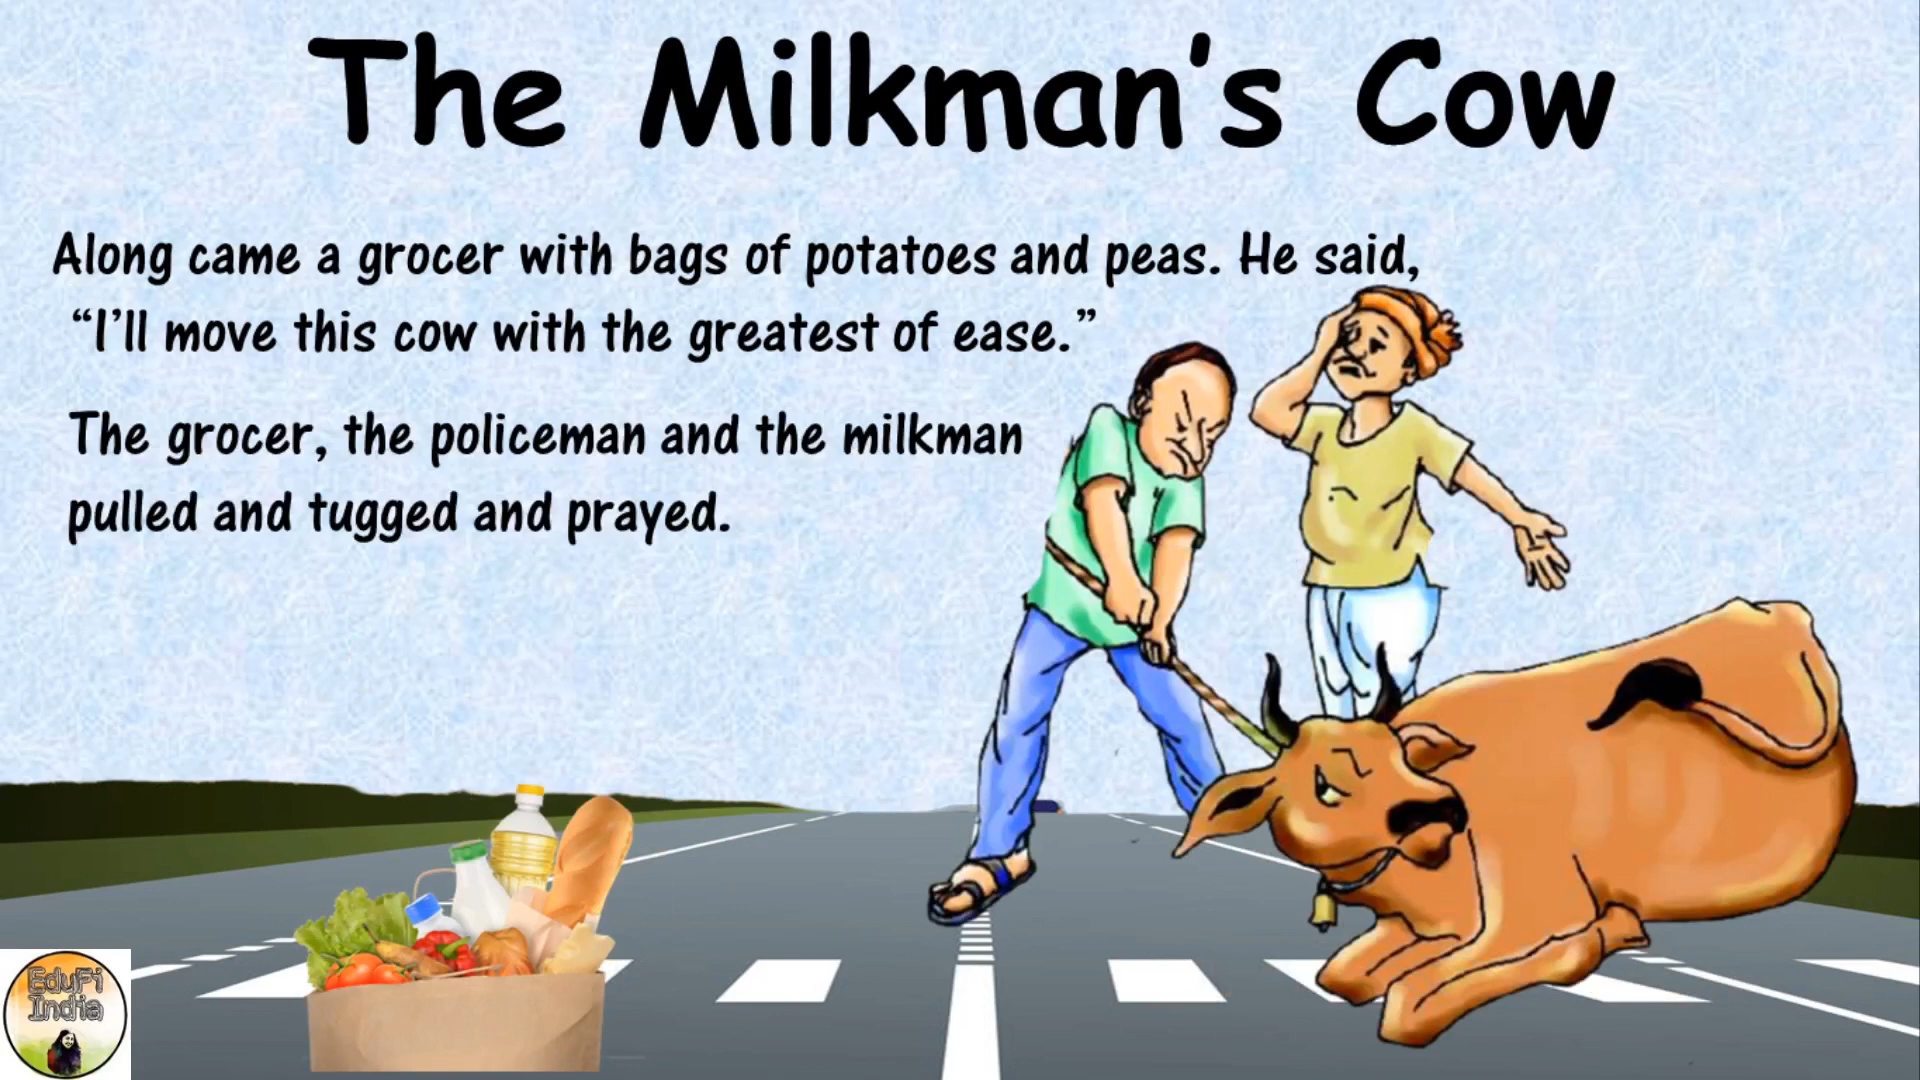 The Milkman's Cow
Along came a grocer with bags of potatoes and peas. He said,
“I’ll move this cow with the greatest of ease.”
The grocer, the policeman and the milkman
pulled and tugged and prayed.
EduFi
India